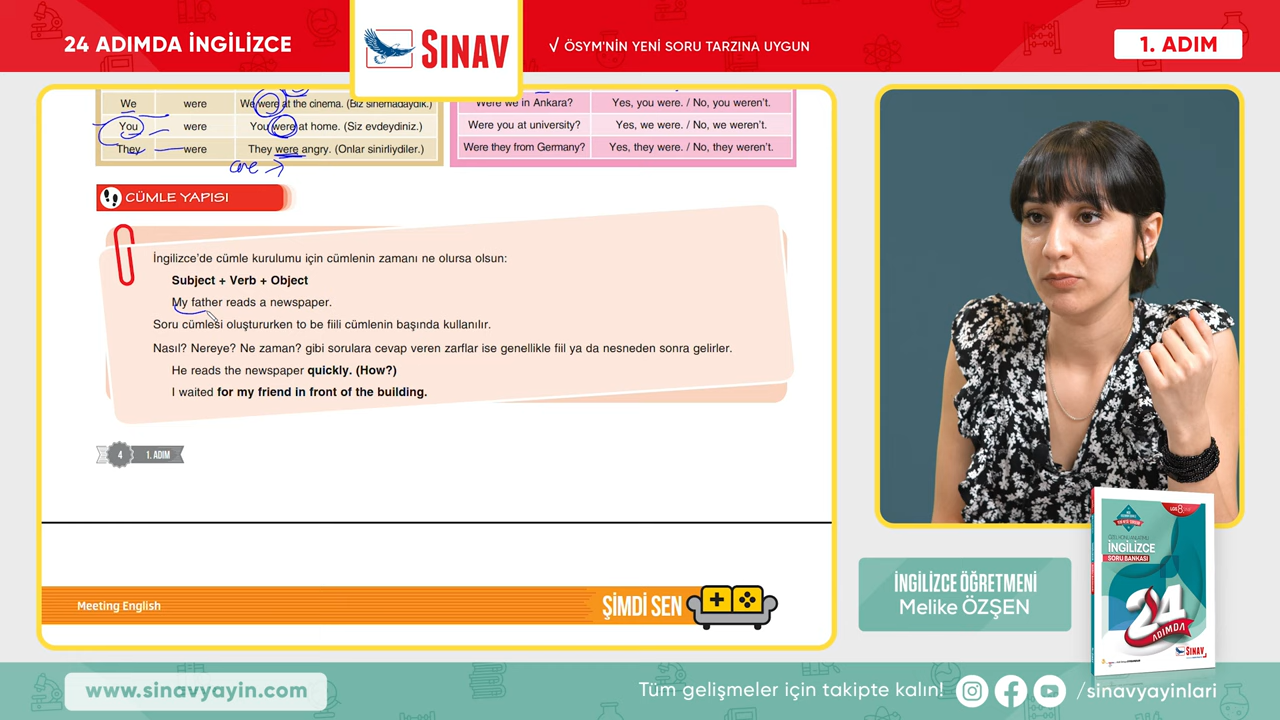 24 ADIMDA İNGİLİZCE
SINAV
√ ÖSYM'NİN YENİ SORU TARZINA UYGUN
1. ADIM
We were We were at the cinema. (Biz sinemadaydık.)
You were You were at home. (Siz evdeydiniz.)
They were They were angry. (Onlar sinirliydiler.)
are →
Were we in Ankara? Yes, you were. / No, you weren't.
Were you at university? Yes, we were. / No, we weren't.
Were they from Germany? Yes, they were. / No, they weren't.
CÜMLE YAPISI
İngilizce'de cümle kurulumu için cümlenin zamanı ne olursa olsun:
Subject + Verb + Object
My father reads a newspaper.
Soru cümlesi oluştururken to be fiili cümlenin başında kullanılır.
Nasıl? Nereye? Ne zaman? gibi sorulara cevap veren zarflar ise genellikle fiil ya da nesneden sonra gelirler.
He reads the newspaper quickly. (How?)
I waited for my friend in front of the building.
4 1. ADIM
Meeting English
ŞİMDİ SEN
İNGİLİZCE ÖĞRETMENİ
Melike ÖZŞEN
LGS 8
İNGİLİZCE
SORU BANKASI
24
ADIMDA
SINAV
www.sinavyayin.com
Tüm gelişmeler için takipte kalın!
/sinavyayinlari